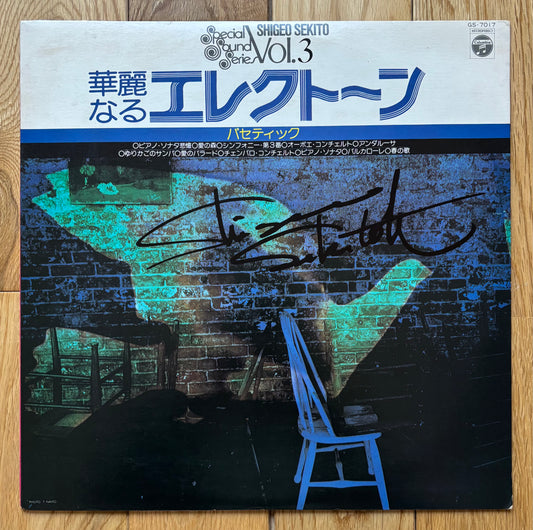 SHIGEO SEKITO
GS-7017
Special
Sound
Series
Vol.3
Columbia
華麗
なる
エレクトーン
パセティック
○ピアノ・ソナタ悲愴○愛の森○シンフォニー・第3番○オーボエ・コンチェルト○アンダルーサ
○ゆりかごのサンバ○愛のバラード○チェンバロ・コンチェルト○ピアノ・ソナタ○バルカローレ○春の歌
Shigeo
Sekito